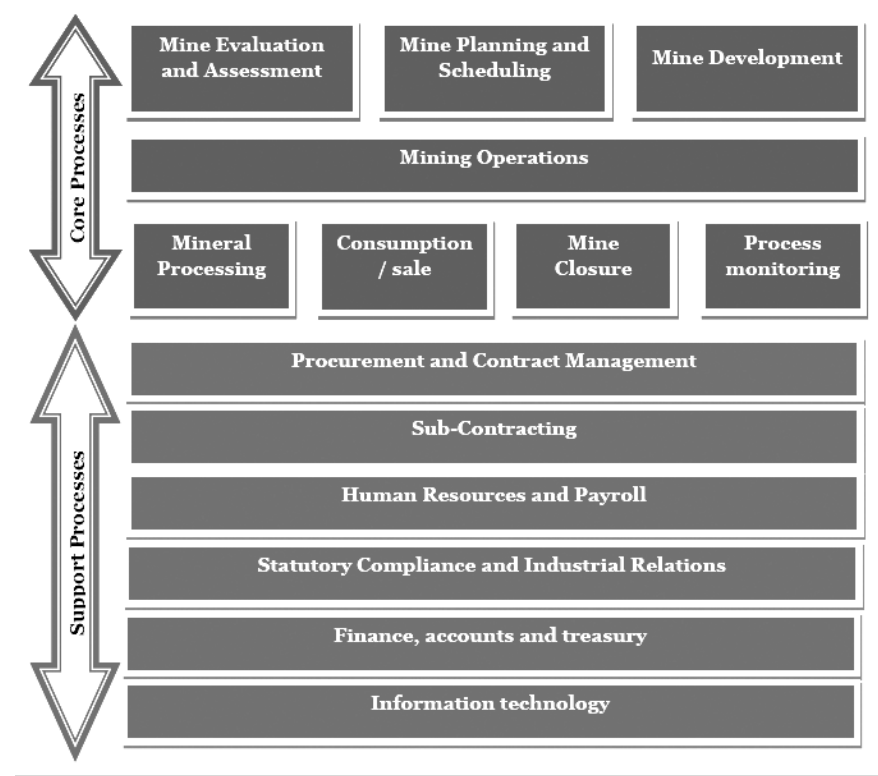 Core Processes
Mine Evaluation
and Assessment
Mine Planning and
Scheduling
Mine Development
Mining Operations
Mineral
Processing
Consumption
/ sale
Mine
Closure
Process
monitoring
Support Processes
Procurement and Contract Management
Sub-Contracting
Human Resources and Payroll
Statutory Compliance and Industrial Relations
Finance, accounts and treasury
Information technology